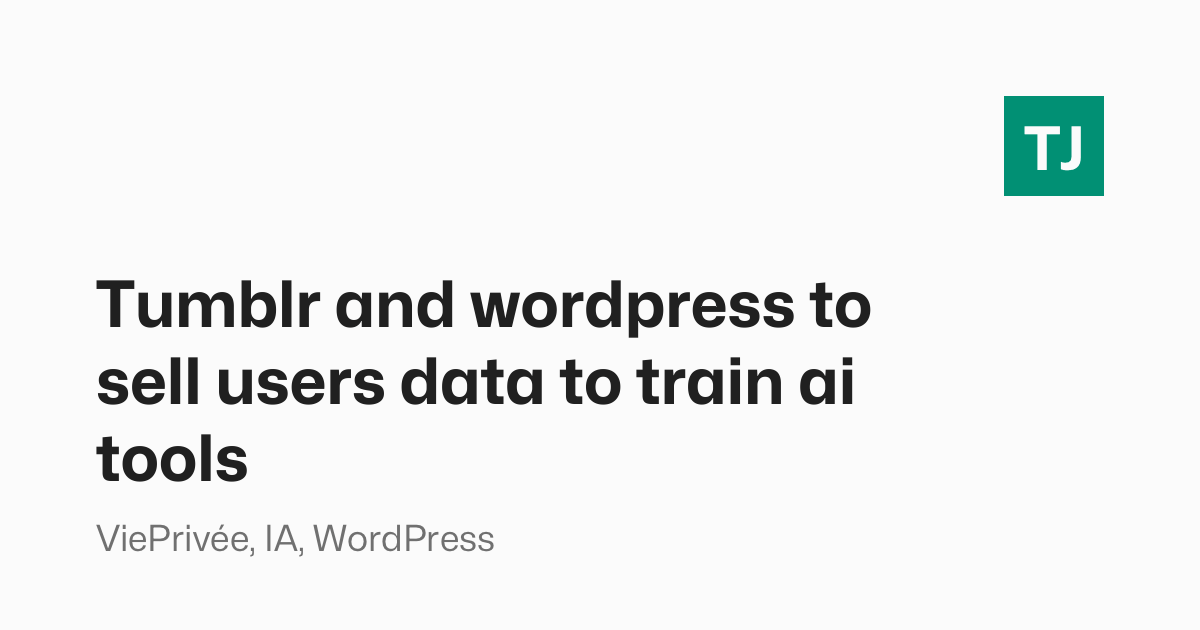 TJ
Tumblr and wordpress to
sell users data to train ai
tools
ViePrivée, IA, WordPress